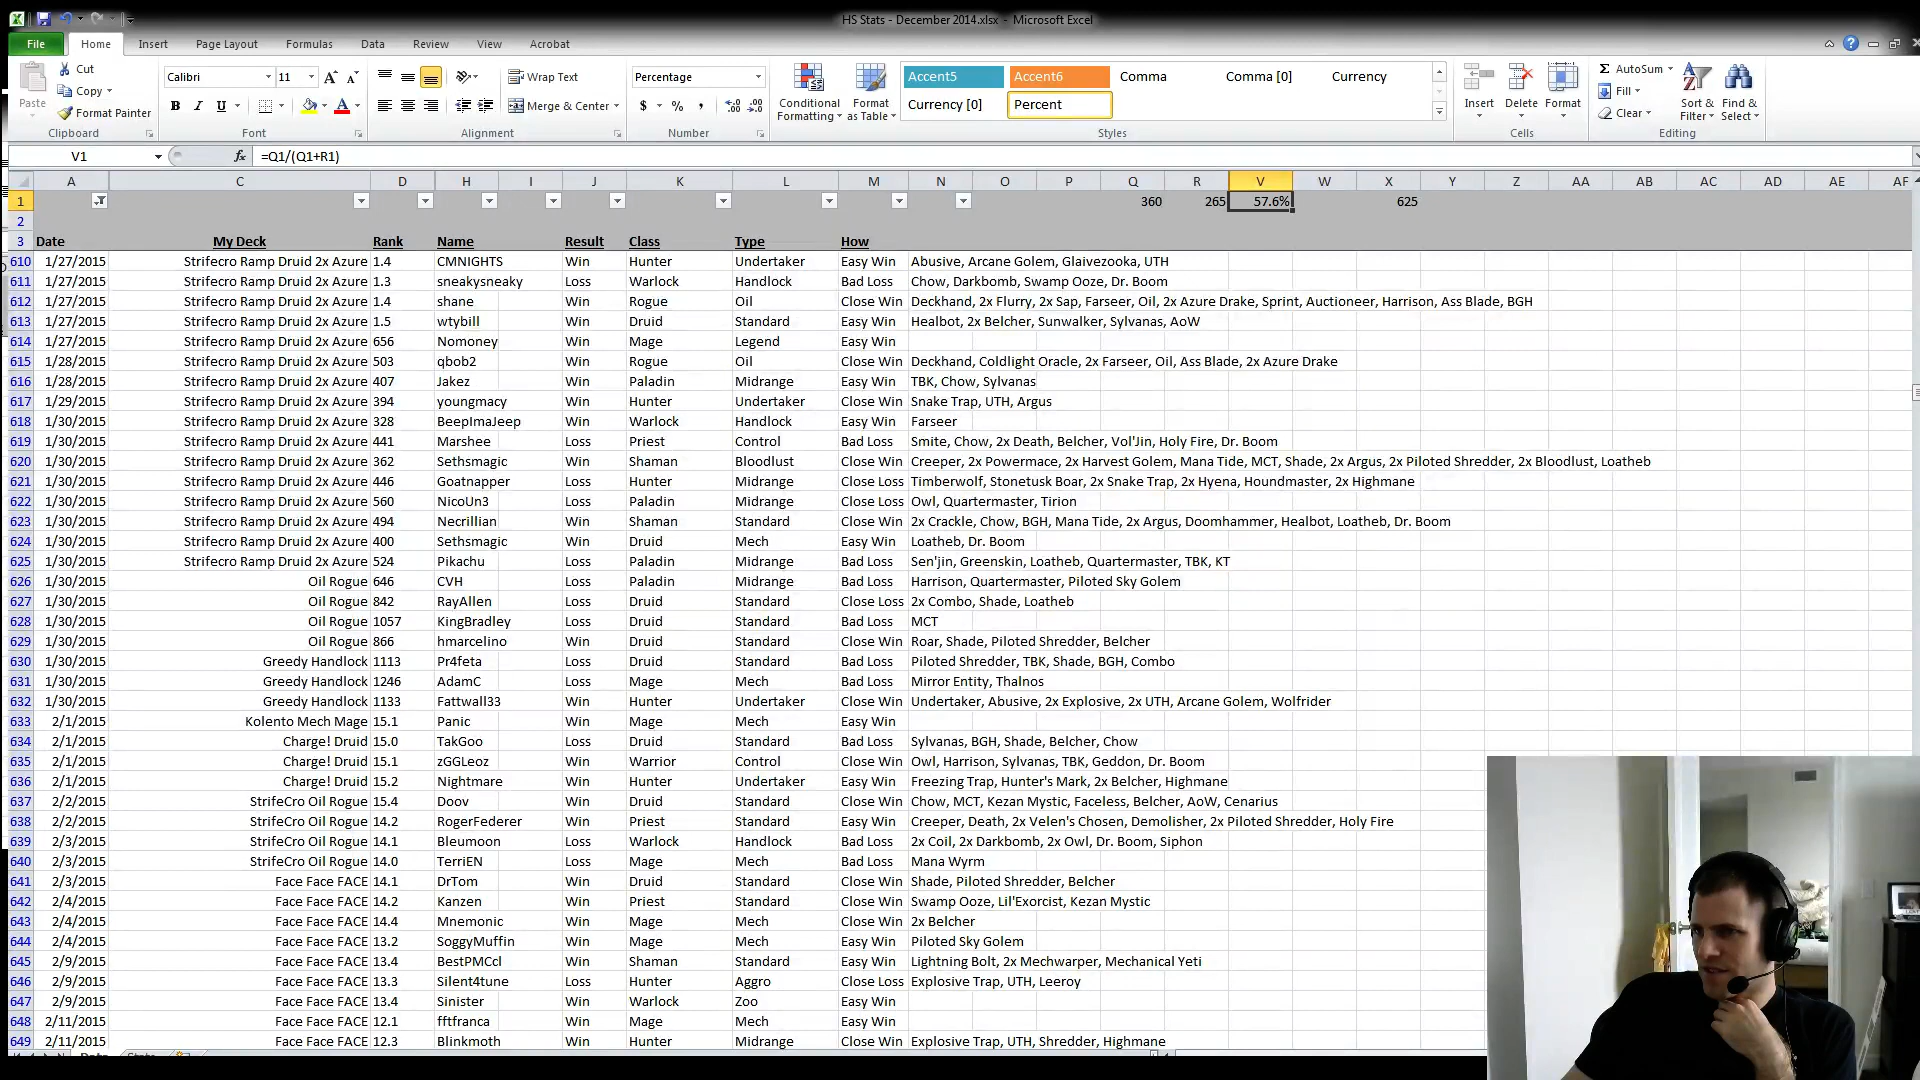 HS Stats - December 2014.xlsx - Microsoft Excel
File Home Insert Page Layout Formulas Data Review View Acrobat
Cut Calibri 11 Wrap Text Percentage Accent5 Accent6 Comma Comma [0] Currency AutoSum
Copy Fill
Paste Format Painter B I U Merge & Center $ % , Conditional Formatting Format as Table Currency [0] Percent Insert Delete Format Clear Sort & Filter Find & Select
Clipboard Font Alignment Number Styles Cells Editing
V1 fx =Q1/(Q1+R1)
A C D H I J K L M N O P Q R V W X Y Z AA AB AC AD AE AF
1 360 265 57.6% 625
2
3 Date My Deck Rank Name Result Class Type How
610 1/27/2015 Strifecro Ramp Druid 2x Azure 1.4 CMNIGHTS Win Hunter Undertaker Easy Win Abusive, Arcane Golem, Glaivezooka, UTH
611 1/27/2015 Strifecro Ramp Druid 2x Azure 1.3 sneakysneaky Loss Warlock Handlock Bad Loss Chow, Darkbomb, Swamp Ooze, Dr. Boom
612 1/27/2015 Strifecro Ramp Druid 2x Azure 1.4 shane Win Rogue Oil Close Win Deckhand, 2x Flurry, 2x Sap, Farseer, Oil, 2x Azure Drake, Sprint, Auctioneer, Harrison, Ass Blade, BGH
613 1/27/2015 Strifecro Ramp Druid 2x Azure 1.5 wtybill Win Druid Standard Easy Win Healbot, 2x Belcher, Sunwalker, Sylvanas, AoW
614 1/27/2015 Strifecro Ramp Druid 2x Azure 656 Nomoney Win Mage Legend Easy Win
615 1/28/2015 Strifecro Ramp Druid 2x Azure 503 qbob2 Win Rogue Oil Close Win Deckhand, Coldlight Oracle, 2x Farseer, Oil, Ass Blade, 2x Azure Drake
616 1/28/2015 Strifecro Ramp Druid 2x Azure 407 Jakez Win Paladin Midrange Easy Win TBK, Chow, Sylvanas
617 1/29/2015 Strifecro Ramp Druid 2x Azure 394 youngmacy Win Hunter Undertaker Close Win Snake Trap, UTH, Argus
618 1/30/2015 Strifecro Ramp Druid 2x Azure 328 BeepImaJeep Win Warlock Handlock Easy Win Farseer
619 1/30/2015 Strifecro Ramp Druid 2x Azure 441 Marshee Loss Priest Control Bad Loss Smite, Chow, 2x Death, Belcher, Vol'Jin, Holy Fire, Dr. Boom
620 1/30/2015 Strifecro Ramp Druid 2x Azure 362 Sethsmagic Win Shaman Bloodlust Close Win Creeper, 2x Powermace, 2x Harvest Golem, Mana Tide, MCT, Shade, 2x Argus, 2x Piloted Shredder, 2x Bloodlust, Loatheb
621 1/30/2015 Strifecro Ramp Druid 2x Azure 446 Goatnapper Loss Hunter Midrange Close Loss Timberwolf, Stonetusk Boar, 2x Snake Trap, 2x Hyena, Houndmaster, 2x Highmane
622 1/30/2015 Strifecro Ramp Druid 2x Azure 560 NicoUn3 Loss Paladin Midrange Close Loss Owl, Quartermaster, Tirion
623 1/30/2015 Strifecro Ramp Druid 2x Azure 494 Necrillian Win Shaman Standard Close Win 2x Crackle, Chow, BGH, Mana Tide, 2x Argus, Doomhammer, Healbot, Loatheb, Dr. Boom
624 1/30/2015 Strifecro Ramp Druid 2x Azure 400 Sethsmagic Win Druid Mech Easy Win Loatheb, Dr. Boom
625 1/30/2015 Strifecro Ramp Druid 2x Azure 524 Pikachu Loss Paladin Midrange Bad Loss Sen'jin, Greenskin, Loatheb, Quartermaster, TBK, KT
626 1/30/2015 Oil Rogue 646 CVH Loss Paladin Midrange Bad Loss Harrison, Quartermaster, Piloted Sky Golem
627 1/30/2015 Oil Rogue 842 RayAllen Loss Druid Standard Close Loss 2x Combo, Shade, Loatheb
628 1/30/2015 Oil Rogue 1057 KingBradley Loss Druid Standard Bad Loss MCT
629 1/30/2015 Oil Rogue 866 hmarcelino Win Druid Standard Close Win Roar, Shade, Piloted Shredder, Belcher
630 1/30/2015 Greedy Handlock 1113 Pr4feta Loss Druid Standard Bad Loss Piloted Shredder, TBK, Shade, BGH, Combo
631 1/30/2015 Greedy Handlock 1246 AdamC Loss Mage Mech Bad Loss Mirror Entity, Thalnos
632 1/30/2015 Greedy Handlock 1133 Fattwall33 Win Hunter Undertaker Close Win Undertaker, Abusive, 2x Explosive, 2x UTH, Arcane Golem, Wolfrider
633 2/1/2015 Kolento Mech Mage 15.1 Panic Win Mage Mech Easy Win
634 2/1/2015 Charge! Druid 15.0 TakGoo Loss Druid Standard Bad Loss Sylvanas, BGH, Shade, Belcher, Chow
635 2/1/2015 Charge! Druid 15.1 zGGLeoz Win Warrior Control Close Win Owl, Harrison, Sylvanas, TBK, Geddon, Dr. Boom
636 2/1/2015 Charge! Druid 15.2 Nightmare Win Hunter Undertaker Easy Win Freezing Trap, Hunter's Mark, 2x Belcher, Highmane
637 2/2/2015 StrifeCro Oil Rogue 15.4 Doov Win Druid Standard Close Win Chow, MCT, Kezan Mystic, Faceless, Belcher, AoW, Cenarius
638 2/2/2015 StrifeCro Oil Rogue 14.2 RogerFederer Win Priest Standard Easy Win Creeper, Death, 2x Velen's Chosen, Demolisher, 2x Piloted Shredder, Holy Fire
639 2/3/2015 StrifeCro Oil Rogue 14.1 Bleumoon Loss Warlock Handlock Bad Loss 2x Coil, 2x Darkbomb, 2x Owl, Dr. Boom, Siphon
640 2/3/2015 StrifeCro Oil Rogue 14.0 TerriEN Loss Mage Mech Bad Loss Mana Wyrm
641 2/3/2015 Face Face FACE 14.1 DrTom Win Druid Standard Close Win Shade, Piloted Shredder, Belcher
642 2/4/2015 Face Face FACE 14.2 Kanzen Win Priest Standard Close Win Swamp Ooze, Lil'Exorcist, Kezan Mystic
643 2/4/2015 Face Face FACE 14.4 Mnemonic Win Mage Mech Close Win 2x Belcher
644 2/4/2015 Face Face FACE 13.2 SoggyMuffin Win Mage Mech Easy Win Piloted Sky Golem
645 2/9/2015 Face Face FACE 13.4 BestPMCcl Win Shaman Standard Easy Win Lightning Bolt, 2x Mechwarper, Mechanical Yeti
646 2/9/2015 Face Face FACE 13.3 Silent4tune Loss Hunter Aggro Close Loss Explosive Trap, UTH, Leeroy
647 2/9/2015 Face Face FACE 13.4 Sinister Win Warlock Zoo Easy Win
648 2/11/2015 Face Face FACE 12.1 fftfranca Win Mage Mech Easy Win
649 2/11/2015 Face Face FACE 12.3 Blinkmoth Win Hunter Midrange Close Win Explosive Trap, UTH, Shredder, Highmane